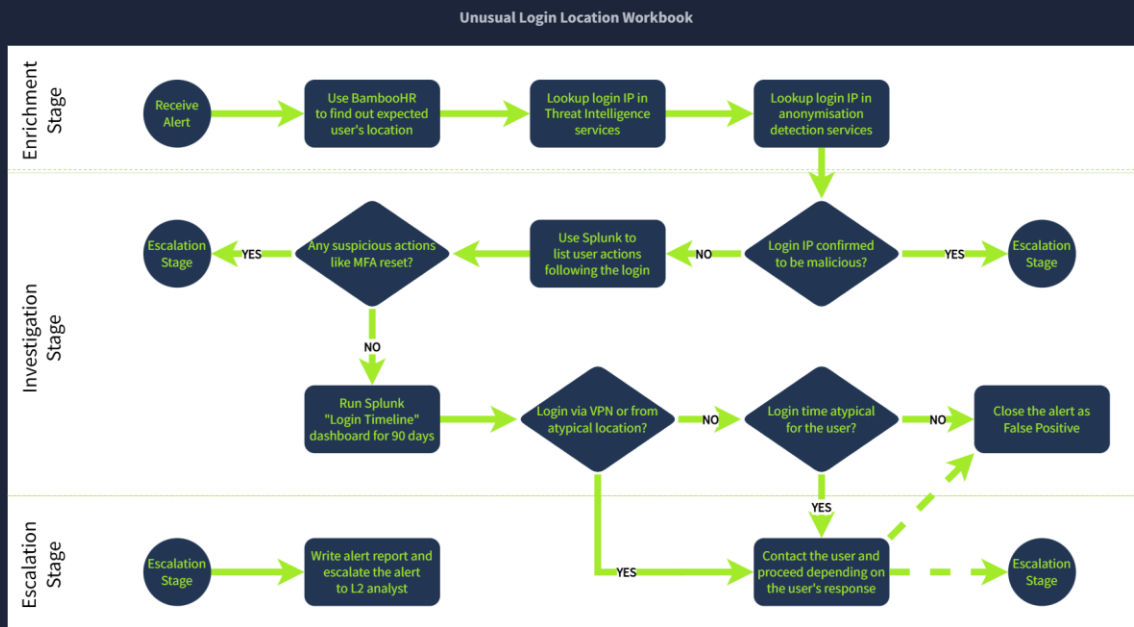 Unusual Login Location Workbook
Enrichment
Stage
Receive
Alert
Use BambooHR
to find out expected
user's location
Lookup login IP in
Threat Intelligence
services
Lookup login IP in
anonymisation
detection services
Investigation
Stage
Escalation
Stage
YES
Any suspicious actions
like MFA reset?
Use Splunk to
list user actions
following the login
NO
Login IP confirmed
to be malicious?
YES
Escalation
Stage
NO
Run Splunk
"Login Timeline"
dashboard for 90 days
Login via VPN or from
atypical location?
NO
Login time atypical
for the user?
NO
Close the alert as
False Positive
YES
Escalation
Stage
Escalation
Stage
Write alert report and
escalate the alert
to L2 analyst
YES
Contact the user and
proceed depending on
the user's response
Escalation
Stage